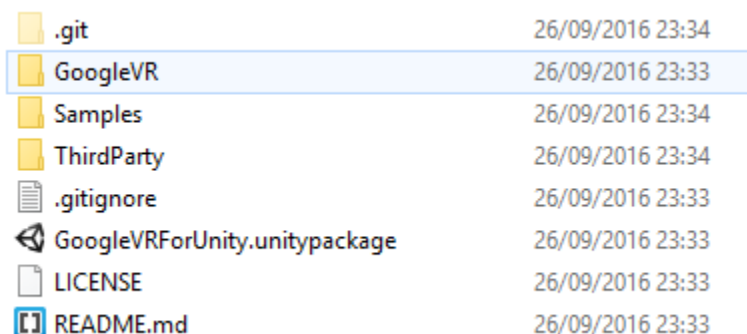 .git 26/09/2016 23:34
GoogleVR 26/09/2016 23:33
Samples 26/09/2016 23:34
ThirdParty 26/09/2016 23:34
.gitignore 26/09/2016 23:33
GoogleVRForUnity.unitypackage 26/09/2016 23:33
LICENSE 26/09/2016 23:33
README.md 26/09/2016 23:33